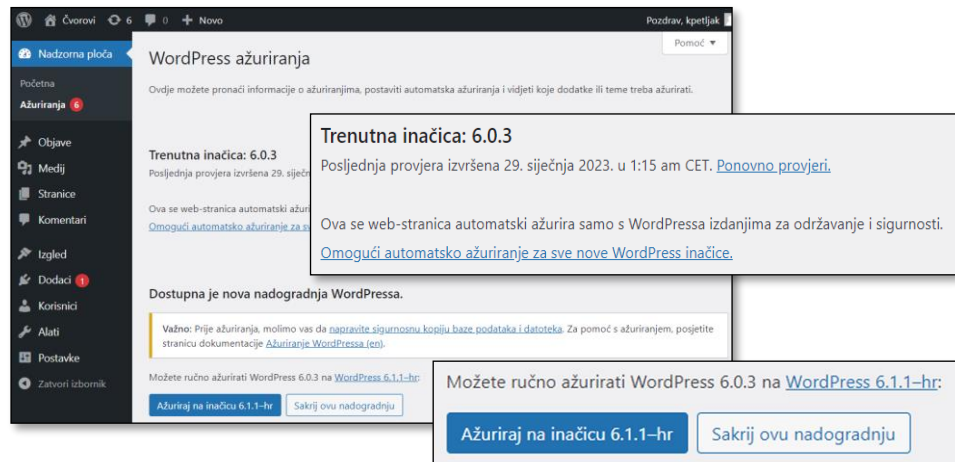 Čvorovi 6 0 Novo Pozdrav, kpetljak
Pomoć
Nadzorna ploča
Početna
Ažuriranja 6
Objave
Medij
Stranice
Komentari
Izgled
Dodaci 1
Korisnici
Alati
Postavke
Zatvori izbornik
WordPress ažuriranja
Ovdje možete pronaći informacije o ažuriranjima, postaviti automatska ažuriranja i vidjeti koje dodatke ili teme treba ažurirati.
Trenutna inačica: 6.0.3
Posljednja provjera izvršena 29. siječn
Ova se web-stranica automatski ažuri
Omogući automatsko ažuriranje za sv
Dostupna je nova nadogradnja WordPressa.
Važno: Prije ažuriranja, molimo vas da napravite sigurnosnu kopiju baze podataka i datoteka. Za pomoć s ažuriranjem, posjetite
stranicu dokumentacije Ažuriranje WordPressa (en).
Možete ručno ažurirati WordPress 6.0.3 na WordPress 6.1.1–hr:
Ažuriraj na inačicu 6.1.1–hr Sakrij ovu nadogradnju
Trenutna inačica: 6.0.3
Posljednja provjera izvršena 29. siječnja 2023. u 1:15 am CET. Ponovno provjeri.
Ova se web-stranica automatski ažurira samo s WordPressa izdanjima za održavanje i sigurnosti.
Omogući automatsko ažuriranje za sve nove WordPress inačice.
Možete ručno ažurirati WordPress 6.0.3 na WordPress 6.1.1–hr:
Ažuriraj na inačicu 6.1.1–hr Sakrij ovu nadogradnju